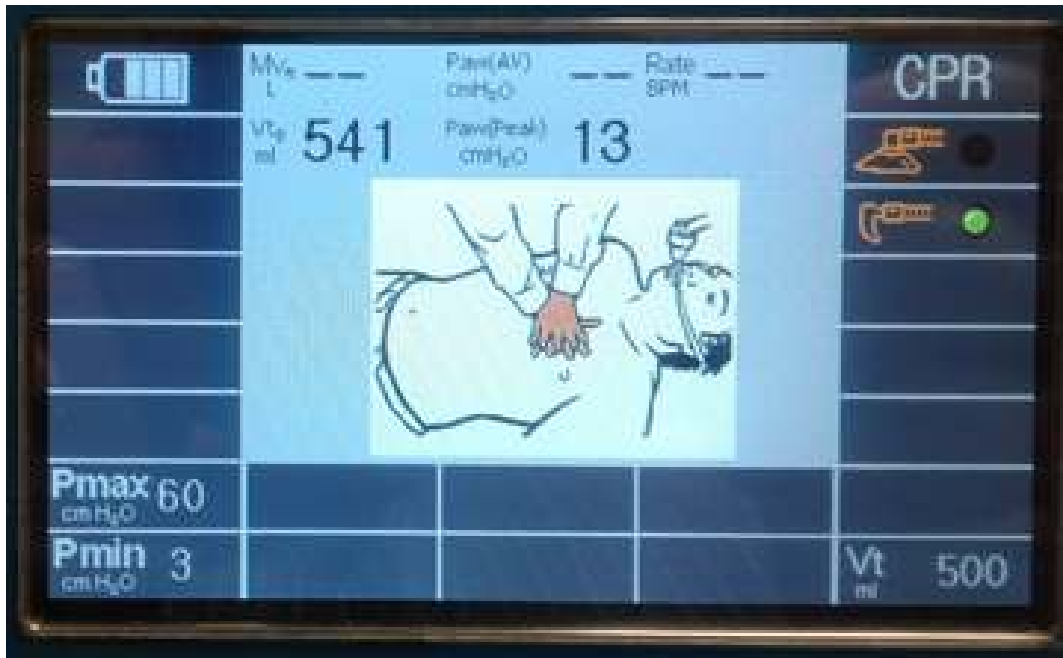 MVe -- Paw(AV) -- Rate -- CPR
L cmH₂O BPM
Vte 541 Paw(Peak) 13
ml cmH₂O
Pmax 60
cmH₂O
Pmin 3 Vt 500
cmH₂O ml